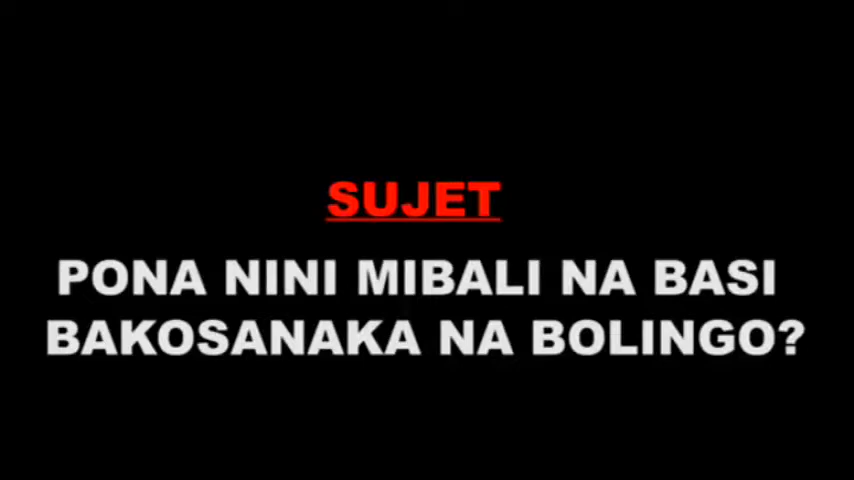 SUJET
PONA NINI MIBALI NA BASI
BAKOSANAKA NA BOLINGO?